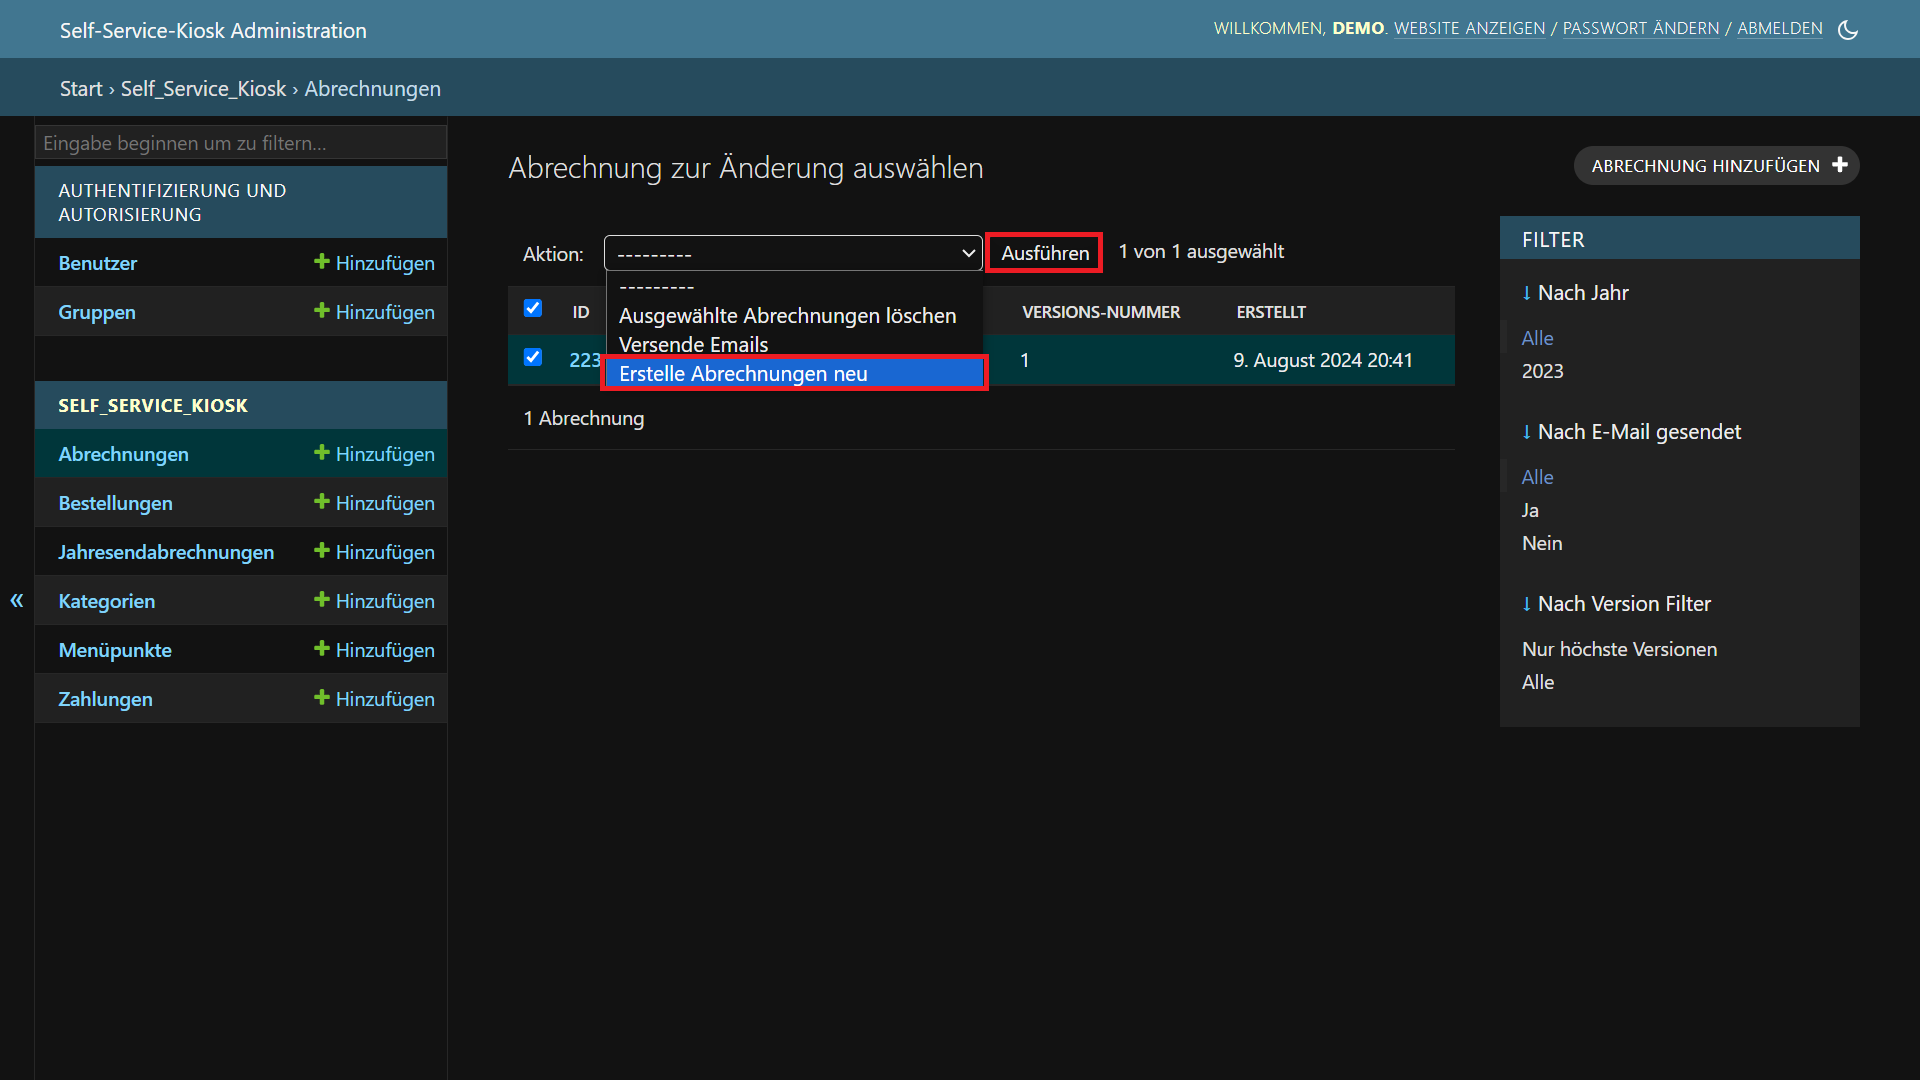 Self-Service-Kiosk Administration
WILLKOMMEN, DEMO. WEBSITE ANZEIGEN / PASSWORT ÄNDERN / ABMELDEN
Start › Self_Service_Kiosk › Abrechnungen
Eingabe beginnen um zu filtern…
AUTHENTIFIZIERUNG UND
AUTORISIERUNG
Benutzer Hinzufügen
Gruppen Hinzufügen
SELF_SERVICE_KIOSK
Abrechnungen Hinzufügen
Bestellungen Hinzufügen
Jahresendabrechnungen Hinzufügen
Kategorien Hinzufügen
Menüpunkte Hinzufügen
Zahlungen Hinzufügen
«
Abrechnung zur Änderung auswählen
ABRECHNUNG HINZUFÜGEN
Aktion: --------- Ausführen 1 von 1 ausgewählt
---------
Ausgewählte Abrechnungen löschen
Versende Emails
Erstelle Abrechnungen neu
ID VERSIONS-NUMMER ERSTELLT
223 1 9. August 2024 20:41
1 Abrechnung
FILTER
↓ Nach Jahr
Alle
2023
↓ Nach E-Mail gesendet
Alle
Ja
Nein
↓ Nach Version Filter
Nur höchste Versionen
Alle